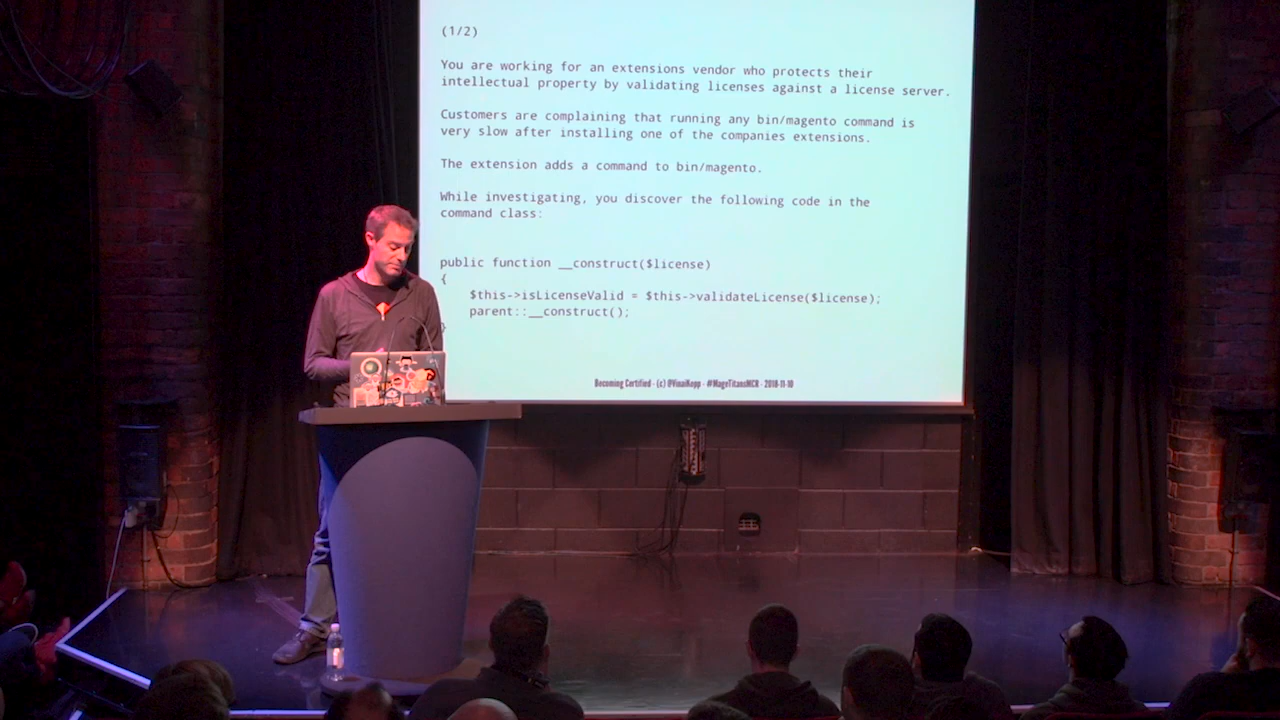 (1/2)
You are working for an extensions vendor who protects their
intellectual property by validating licenses against a license server.
Customers are complaining that running any bin/magento command is
very slow after installing one of the companies extensions.
The extension adds a command to bin/magento.
While investigating, you discover the following code in the
command class:
public function __construct($license)
{
$this->isLicenseValid = $this->validateLicense($license);
parent::__construct();
}
Becoming Certified - (c) @VinaiKopp - #MageTitansMCR - 2018-11-10